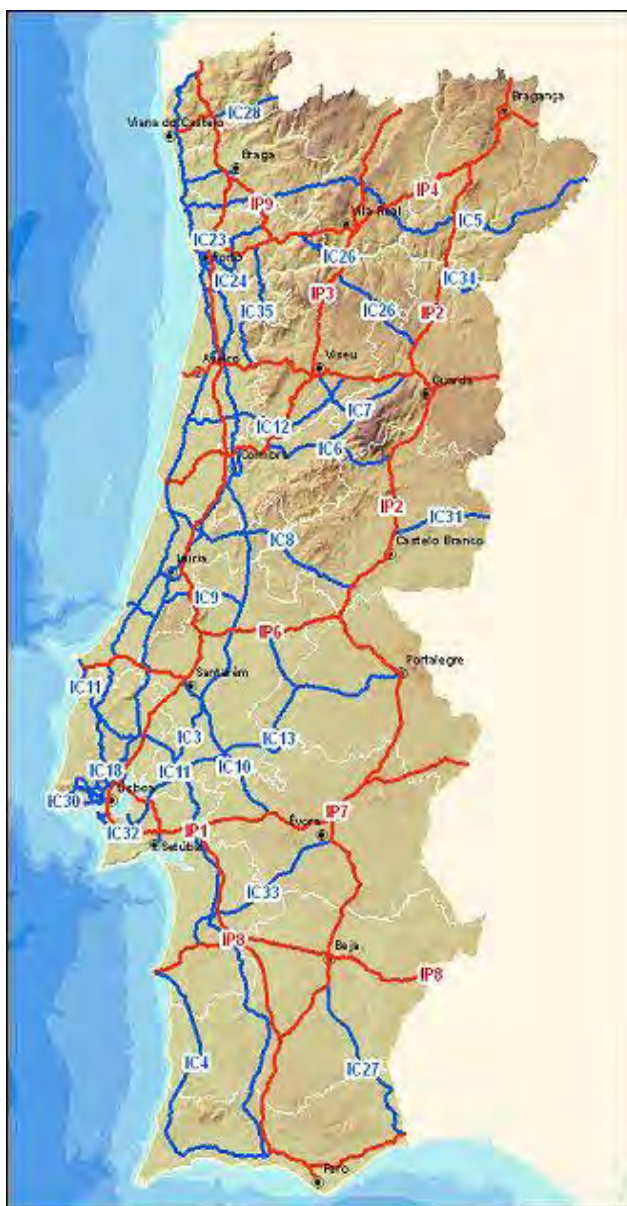 Bragança
IC28
Viana do Castelo
Braga
IP4
IP9
Vila Real
IC5
IC23
Porto
IC26
IC24
IC34
IP3
IC35
IC26
IP2
Aveiro
Viseu
Guarda
IC7
IC12
IC6
Coimbra
IP2
IC31
IC8
Castelo Branco
Leiria
IC9
IP6
Portalegre
IC11
Santarém
IC3
IC13
IC18
IC11
IC10
IC30
Lisboa
IP7
IC32
IP1
Évora
Setúbal
IC33
IP8
Beja
IP8
IC4
IC27
Faro